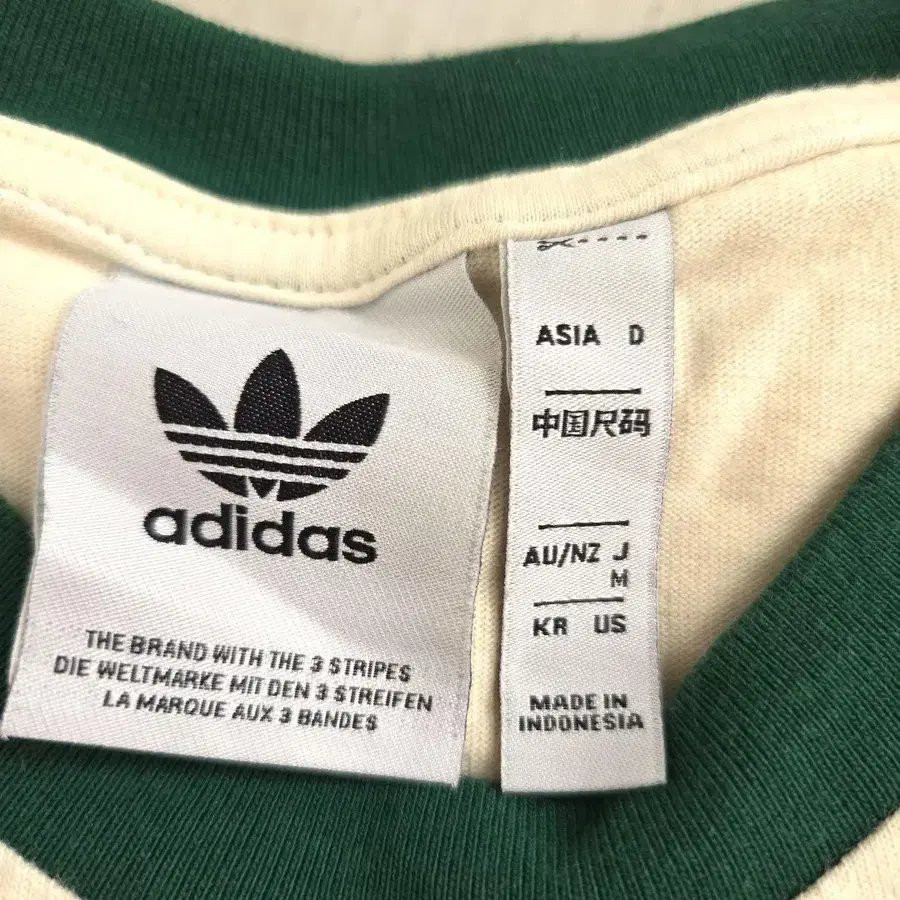 adidas
THE BRAND WITH THE 3 STRIPES
DIE WELTMARKE MIT DEN 3 STREIFEN
LA MARQUE AUX 3 BANDES
ASIA D
中国尺码
AU/NZ J
M
KR US
MADE IN
INDONESIA